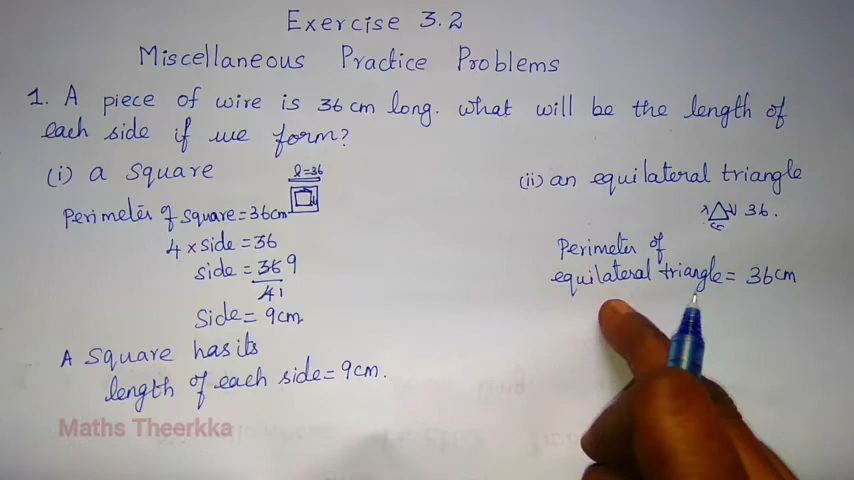 Exercise 3.2
Miscellaneous Practice Problems
1. A piece of wire is 36 cm long. what will be the length of
each side if we form?
(i) a square
l=36
Perimeter of square = 36cm
4 x side = 36
side = 36 9
41
Side = 9cm
A square has its
length of each side = 9cm.
(ii) an equilateral triangle
36.
Perimeter of
equilateral triangle = 36cm
Maths Theerkka